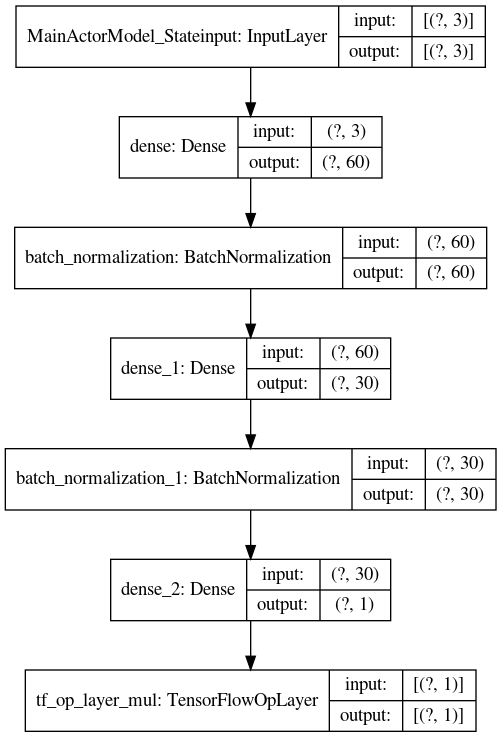 MainActorModel_Stateinput: InputLayer
input: [(?, 3)]
output: [(?, 3)]
dense: Dense
input: (?, 3)
output: (?, 60)
batch_normalization: BatchNormalization
input: (?, 60)
output: (?, 60)
dense_1: Dense
input: (?, 60)
output: (?, 30)
batch_normalization_1: BatchNormalization
input: (?, 30)
output: (?, 30)
dense_2: Dense
input: (?, 30)
output: (?, 1)
tf_op_layer_mul: TensorFlowOpLayer
input: [(?, 1)]
output: [(?, 1)]